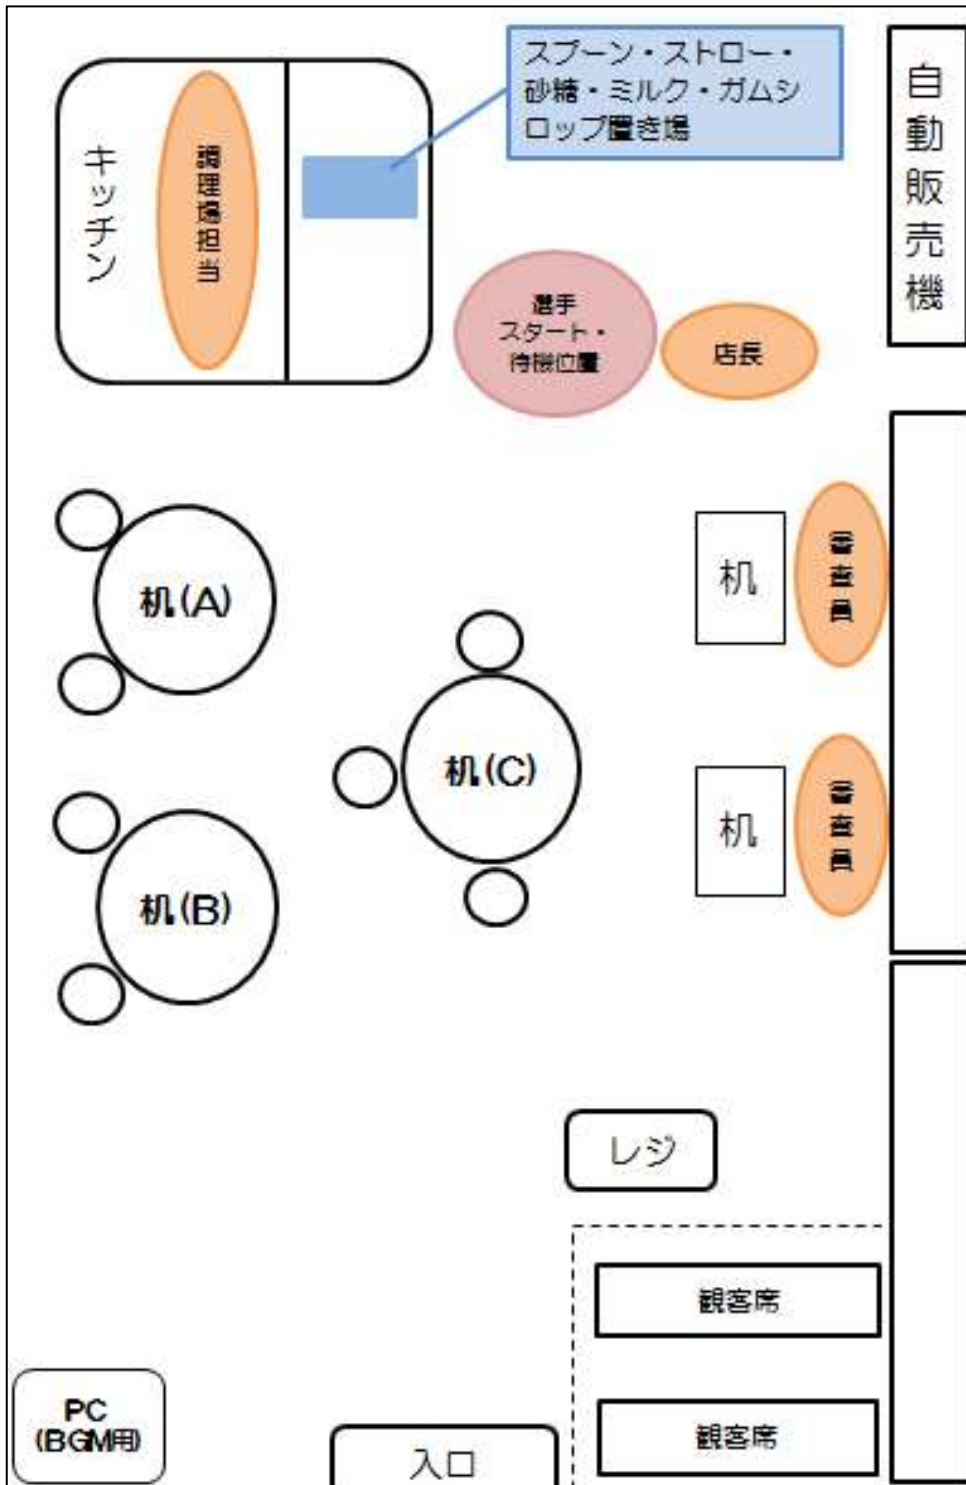 スプーン・ストロー・
砂糖・ミルク・ガムシ
ロップ置き場
自動販売機
キッチン
調理場担当
選手
スタート・
待機位置
店長
机(A)
机
審査員
机(C)
机
審査員
机(B)
レジ
観客席
観客席
PC
(BGM用)
入口